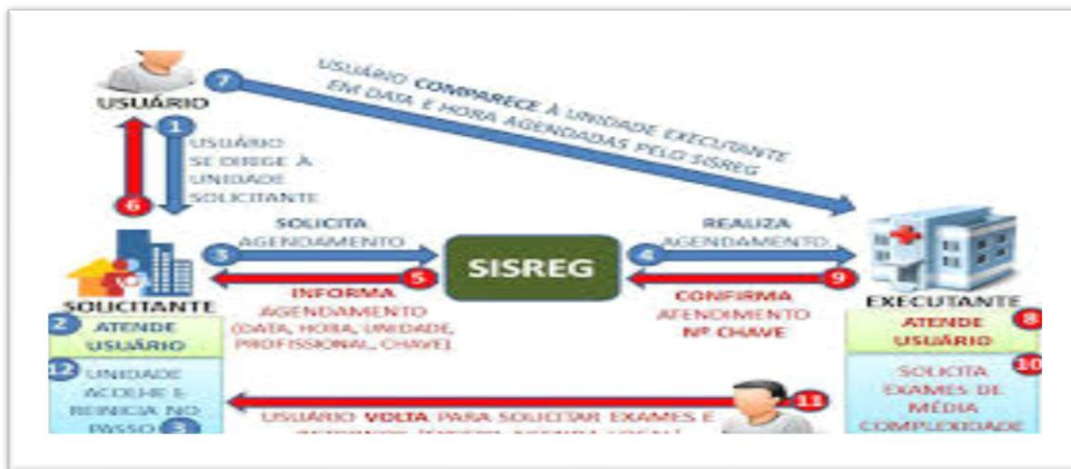 USUÁRIO
7
USUÁRIO COMPARECE À UNIDADE EXECUTANTE
EM DATA E HORA AGENDADAS PELO SISREG
1
USUÁRIO
SE DIRIGE À
UNIDADE
SOLICITANTE
6
SOLICITA
AGENDAMENTO
3
5
INFORMA
AGENDAMENTO
(DATA, HORA, UNIDADE,
PROFISSIONAL, CHAVE)
SISREG
REALIZA
AGENDAMENTO
4
9
CONFIRMA
ATENDIMENTO
Nº CHAVE
SOLICITANTE
2
ATENDE
USUÁRIO
12
UNIDADE
ACOLHE E
REINICIA NO
PASSO 3
EXECUTANTE
8
ATENDE
USUÁRIO
10
SOLICITA
EXAMES DE
MÉDIA
COMPLEXIDADE
11
USUÁRIO VOLTA PARA SOLICITAR EXAMES E